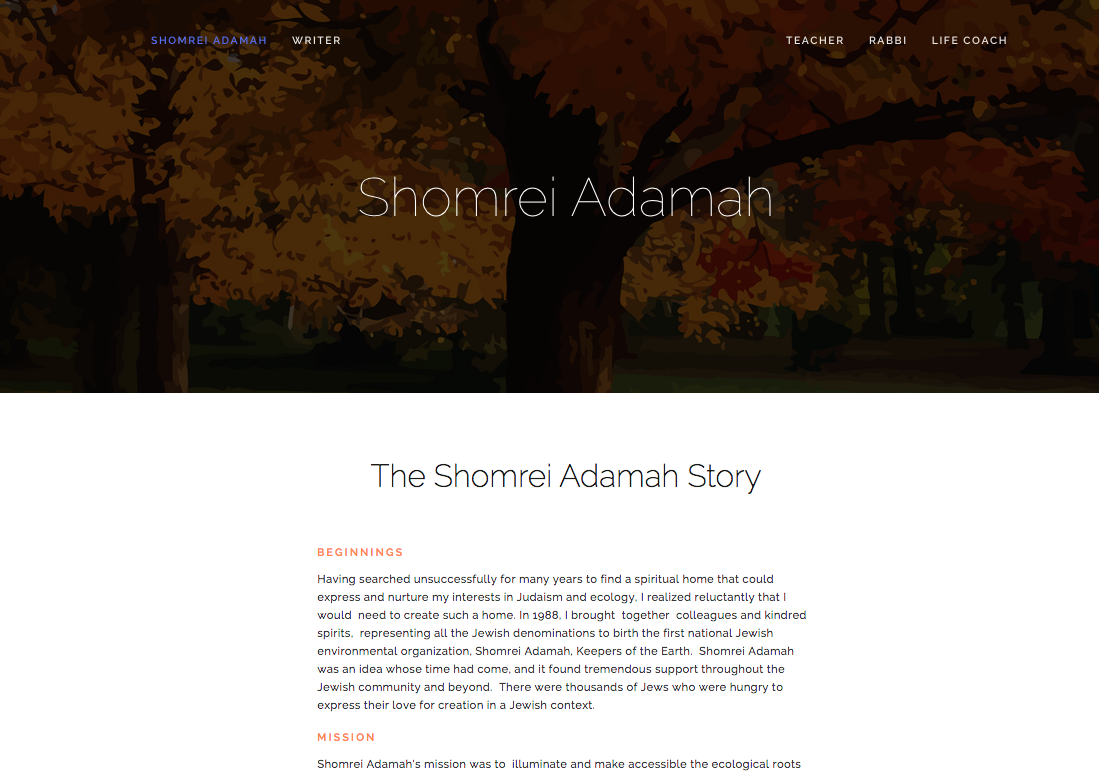 SHOMREI ADAMAH WRITER TEACHER RABBI LIFE COACH
Shomrei Adamah
The Shomrei Adamah Story
BEGINNINGS
Having searched unsuccessfully for many years to find a spiritual home that could
express and nurture my interests in Judaism and ecology, I realized reluctantly that I
would  need to create such a home. In 1988, I brought  together  colleagues and kindred
spirits,  representing all the Jewish denominations to birth the first national Jewish
environmental organization, Shomrei Adamah, Keepers of the Earth.  Shomrei Adamah
was an idea whose time had come, and it found tremendous support throughout the
Jewish community and beyond.  There were thousands of Jews who were hungry to
express their love for creation in a Jewish context.
MISSION
Shomrei Adamah's mission was to  illuminate and make accessible the ecological roots